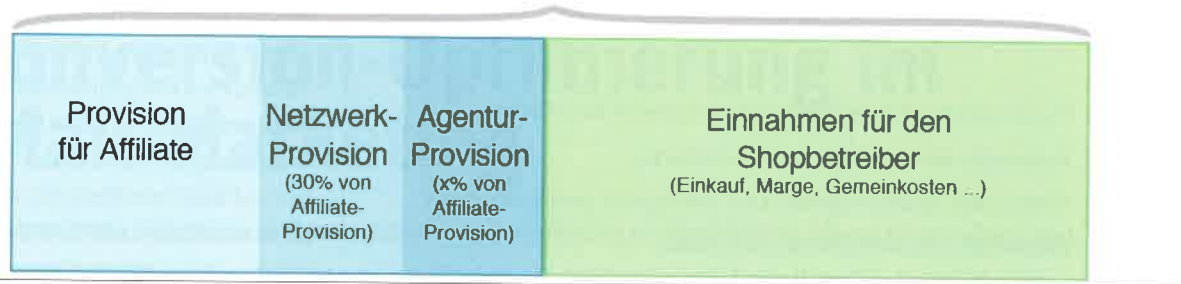 Provision
für Affiliate
Netzwerk-
Provision
(30% von
Affiliate-
Provision)
Agentur-
Provision
(x% von
Affiliate-
Provision)
Einnahmen für den
Shopbetreiber
(Einkauf, Marge, Gemeinkosten ...)